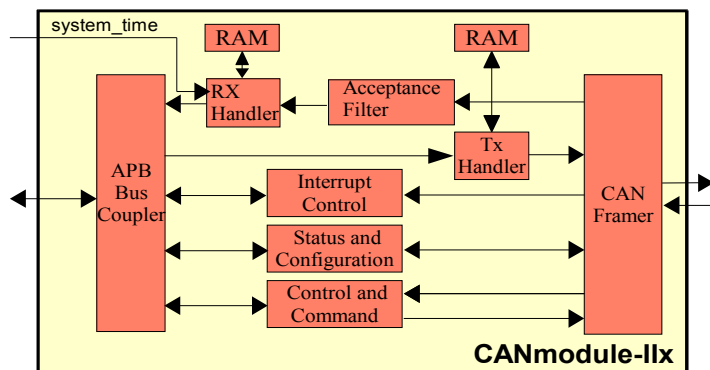 system_time
RAM
RAM
RX
Handler
Acceptance
Filter
Tx
Handler
APB
Bus
Coupler
Interrupt
Control
CAN
Framer
Status and
Configuration
Control and
Command
CANmodule-IIx